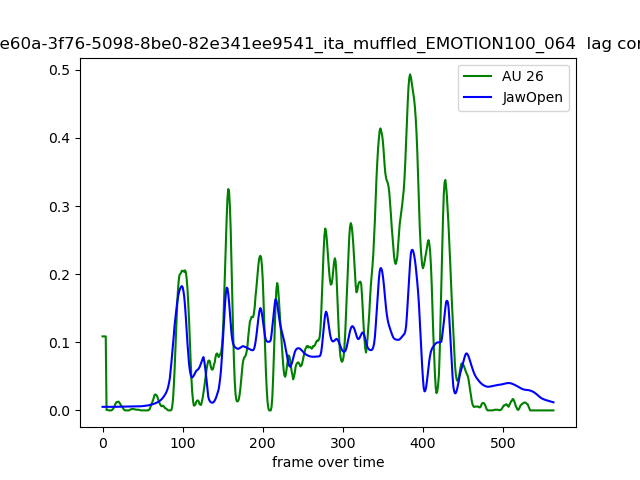 e60a-3f76-5098-8be0-82e341ee9541_ita_muffled_EMOTION100_064 lag cor
AU 26
JawOpen
0.5
0.4
0.3
0.2
0.1
0.0
0 100 200 300 400 500
frame over time